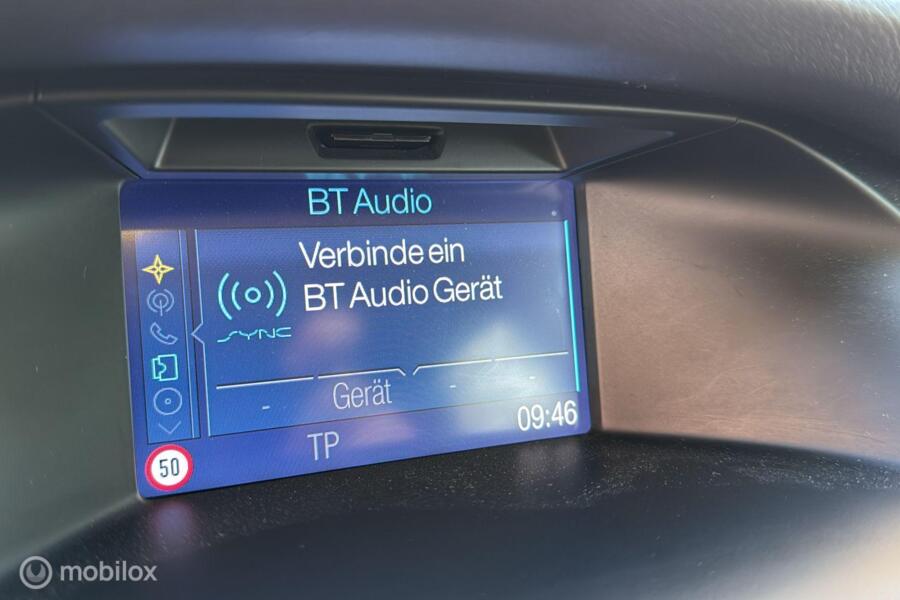 BT Audio
Verbinde ein
BT Audio Gerät
SYNC
- Gerät - -
TP 09:46
50
mobilox